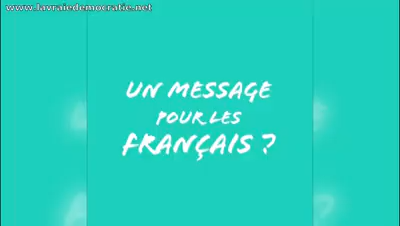 www.lavraiedemocratie.net
UN MESSAGE
POUR LES
FRANÇAIS ?